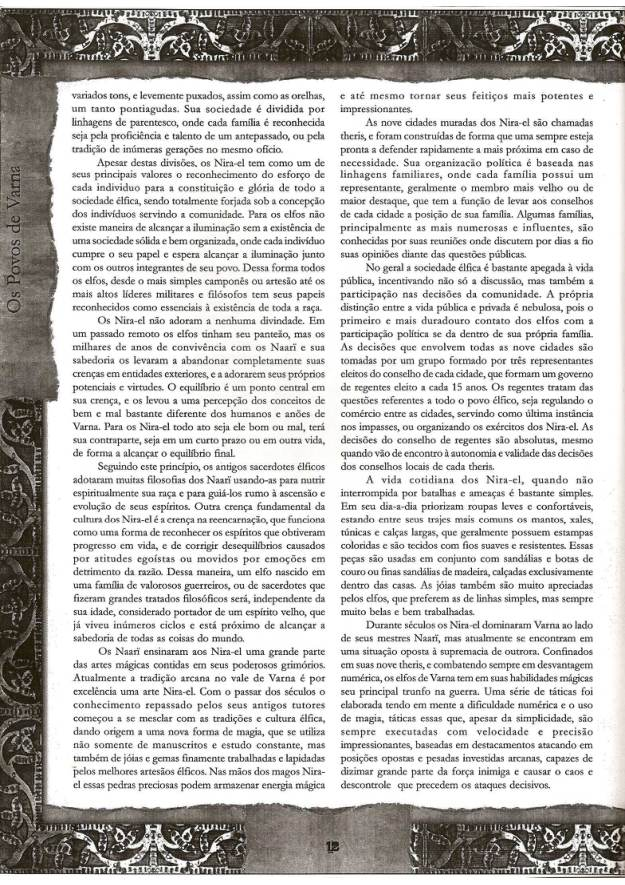 Os Povos de Varna
variados tons, e levemente puxados, assim como as orelhas,
um tanto pontiagudas. Sua sociedade é dividida por
linhagens de parentesco, onde cada família é reconhecida
seja pela proficiência e talento de um antepassado, ou pela
tradição de inúmeras gerações no mesmo ofício.
Apesar destas divisões, os Nira-el tem como um de
seus principais valores o reconhecimento do esforço de
cada individuo para a constituição e glória de todo a
sociedade élfica, sendo totalmente forjada sob a concepção
dos indivíduos servindo a comunidade. Para os elfos não
existe maneira de alcançar a iluminação sem a existência de
uma sociedade sólida e bem organizada, onde cada indivíduo
cumpre o seu papel e espera alcançar a iluminação junto
com os outros integrantes de seu povo. Dessa forma todos
os elfos, desde o mais simples camponês ou artesão até os
mais altos líderes militares e filósofos tem seus papeis
reconhecidos como essenciais à existência de toda a raça.
Os Nira-el não adoram a nenhuma divindade. Em
um passado remoto os elfos tinham seu panteão, mas os
milhares de anos de convivência com os Naarï e sua
sabedoria os levaram a abandonar completamente suas
crenças em entidades exteriores, e a adorarem seus próprios
potenciais e virtudes. O equilíbrio é um ponto central em
sua crença, e os levou a uma percepção dos conceitos de
bem e mal bastante diferente dos humanos e anões de
Varna. Para os Nira-el todo ato seja ele bom ou mal, terá
sua contraparte, seja em um curto prazo ou em outra vida,
de forma a alcançar o equilíbrio final.
Seguindo este princípio, os antigos sacerdotes élficos
adotaram muitas filosofias dos Naarï usando-as para nutrir
espiritualmente sua raça e para guiá-los rumo à ascensão e
evolução de seus espíritos. Outra crença fundamental da
cultura dos Nira-el é a crença na reencarnação, que funciona
como uma forma de reconhecer os espíritos que obtiveram
progresso em vida, e de corrigir desequilíbrios causados
por atitudes egoístas ou movidos por emoções em
detrimento da razão. Dessa maneira, um elfo nascido em
uma família de valorosos guerreiros, ou de sacerdotes que
fizeram grandes tratados filosóficos será, independente da
sua idade, considerado portador de um espírito velho, que
já viveu inúmeros ciclos e está próximo de alcançar a
sabedoria de todas as coisas do mundo.
Os Naarï ensinaram aos Nira-el uma grande parte
das artes mágicas contidas em seus poderosos grimórios.
Atualmente a tradição arcana no vale de Varna é por
excelência uma arte Nira-el. Com o passar dos séculos o
conhecimento repassado pelos seus antigos tutores
começou a se mesclar com as tradições e cultura élfica,
dando origem a uma nova forma de magia, que se utiliza
não somente de manuscritos e estudo constante, mas
também de jóias e gemas finamente trabalhadas e lapidadas
pelos melhores artesãos élficos. Nas mãos dos magos Nira-
el essas pedras preciosas podem armazenar energia mágica
e até mesmo tornar seus feitiços mais potentes e
impressionantes.
As nove cidades muradas dos Nira-el são chamadas
theris, e foram construídas de forma que uma sempre esteja
pronta a defender rapidamente a mais próxima em caso de
necessidade. Sua organização política é baseada nas
linhagens familiares, onde cada família possui um
representante, geralmente o membro mais velho ou de
maior destaque, que tem a função de levar aos conselhos
de cada cidade a posição de sua família. Algumas famílias,
principalmente as mais numerosas e influentes, são
conhecidas por suas reuniões onde discutem por dias a fio
suas opiniões diante das questões públicas.
No geral a sociedade élfica é bastante apegada à vida
pública, incentivando não só a discussão, mas também a
participação nas decisões da comunidade. A própria
distinção entre a vida pública e privada é nebulosa, pois o
primeiro e mais duradouro contato dos elfos com a
participação política se da dentro de sua própria família.
As decisões que envolvem todas as nove cidades são
tomadas por um grupo formado por três representantes
eleitos do conselho de cada cidade, que formam um governo
de regentes eleito a cada 15 anos. Os regentes tratam das
questões referentes a todo o povo élfico, seja regulando o
comércio entre as cidades, servindo como última instância
nos impasses, ou organizando os exércitos dos Nira-el. As
decisões do conselho de regentes são absolutas, mesmo
quando vão de encontro à autonomia e validade das decisões
dos conselhos locais de cada theris.
A vida cotidiana dos Nira-el, quando não
interrompida por batalhas e ameaças é bastante simples.
Em seu dia-a-dia priorizam roupas leves e confortáveis,
estando entre seus trajes mais comuns os mantos, xales,
túnicas e calças largas, que geralmente possuem estampas
coloridas e são tecidos com fios suaves e resistentes. Essas
peças são usadas em conjunto com sandálias e botas de
couro ou finas sandálias de madeira, calçadas exclusivamente
dentro das casas. As jóias também são muito apreciadas
pelos elfos, que preferem as de linhas simples, mas sempre
muito belas e bem trabalhadas.
Durante séculos os Nira-el dominaram Varna ao lado
de seus mestres Naarï, mas atualmente se encontram em
uma situação oposta à supremacia de outrora. Confinados
em suas nove theris, e combatendo sempre em desvantagem
numérica, os elfos de Varna tem em suas habilidades mágicas
seu principal trunfo na guerra. Uma série de táticas foi
elaborada tendo em mente a dificuldade numérica e o uso
de magia, táticas essas que, apesar da simplicidade, são
sempre executadas com velocidade e precisão
impressionantes, baseadas em destacamentos atacando em
posições opostas e pesadas investidas arcanas, capazes de
dizimar grande parte da força inimiga e causar o caos e
descontrole que precedem os ataques decisivos.
12